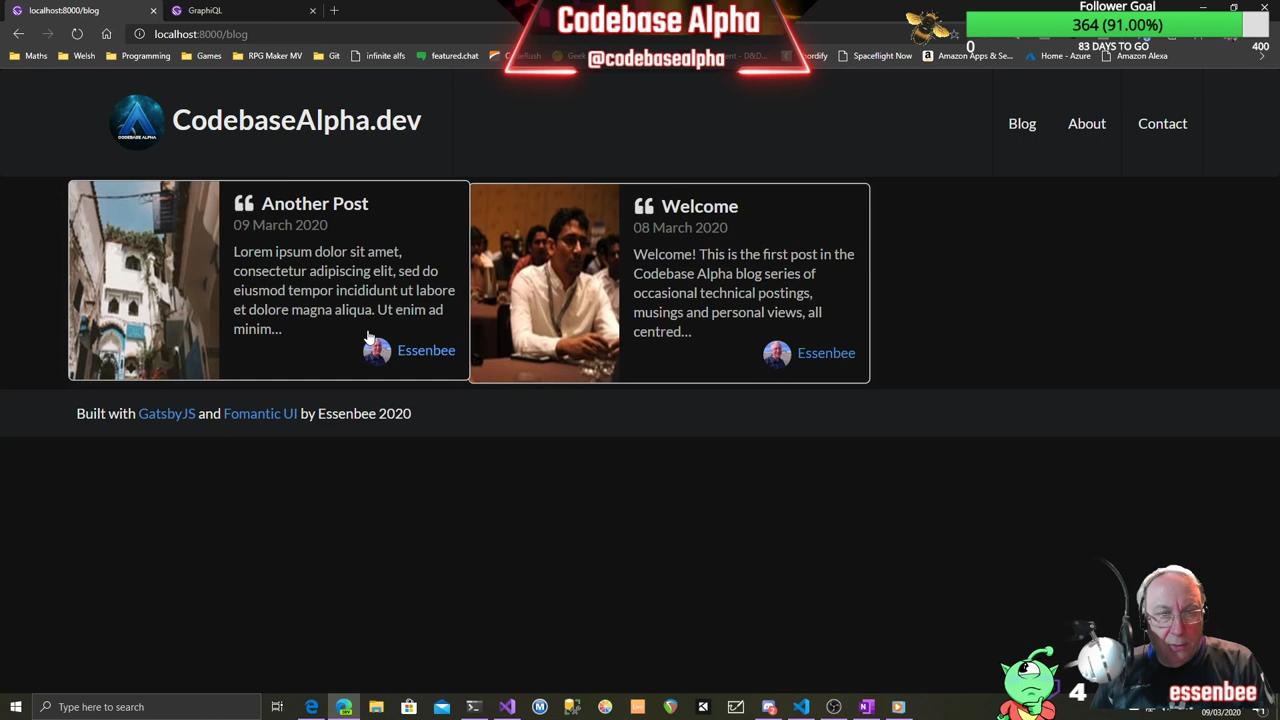 localhost:8000/blog
GraphiQL
Codebase Alpha
@codebasealpha
Follower Goal
364 (91.00%)
0
83 DAYS TO GO
400
localhost:8000/blog
Maths
Welsh
Programming
Games
RPG Maker MV
Git
infinite alfs
featured.chat
Spaceflight Now
Amazon Apps & Se...
Home - Azure
Amazon Alexa
CODEBASE ALPHA
CodebaseAlpha.dev
Blog
About
Contact
Another Post
09 March 2020
Lorem ipsum dolor sit amet,
consectetur adipiscing elit, sed do
eiusmod tempor incididunt ut labore
et dolore magna aliqua. Ut enim ad
minim...
Essenbee
Welcome
08 March 2020
Welcome! This is the first post in the
Codebase Alpha blog series of
occasional technical postings,
musings and personal views, all
centred...
Essenbee
Built with GatsbyJS and Fomantic UI by Essenbee 2020
4
essenbee
Type here to search
09/03/2020